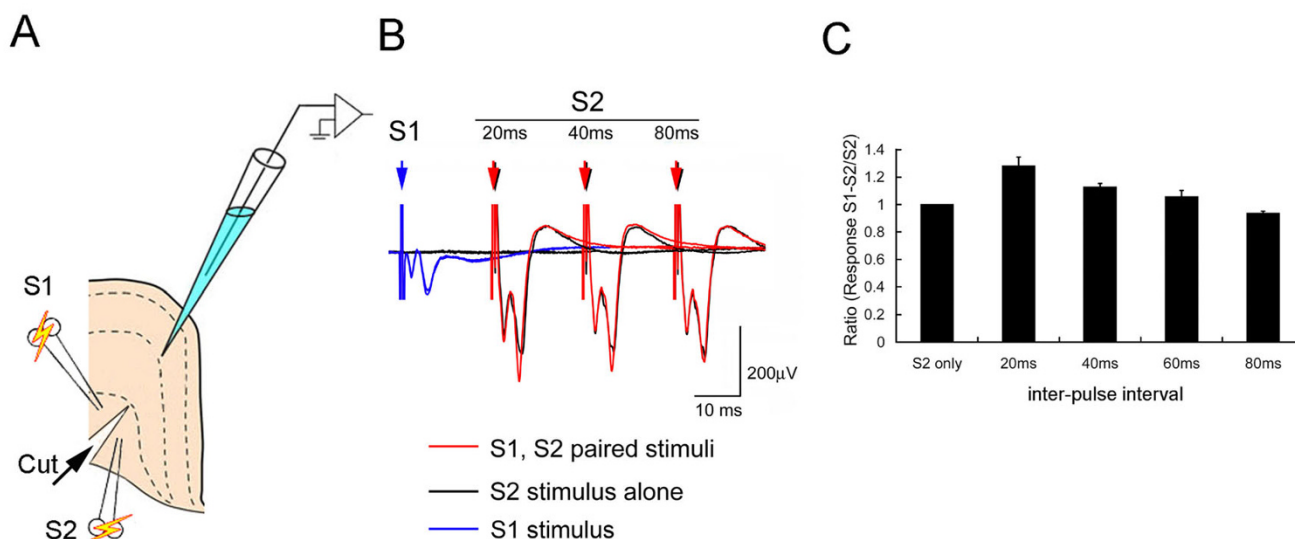 A
S1
Cut
S2
B
S2
S1
20ms 40ms 80ms
200μV
10 ms
S1, S2 paired stimuli
S2 stimulus alone
S1 stimulus
C
Ratio (Response S1-S2/S2)
1.4
1.2
1
0.8
0.6
0.4
0.2
0
S2 only 20ms 40ms 60ms 80ms
inter-pulse interval